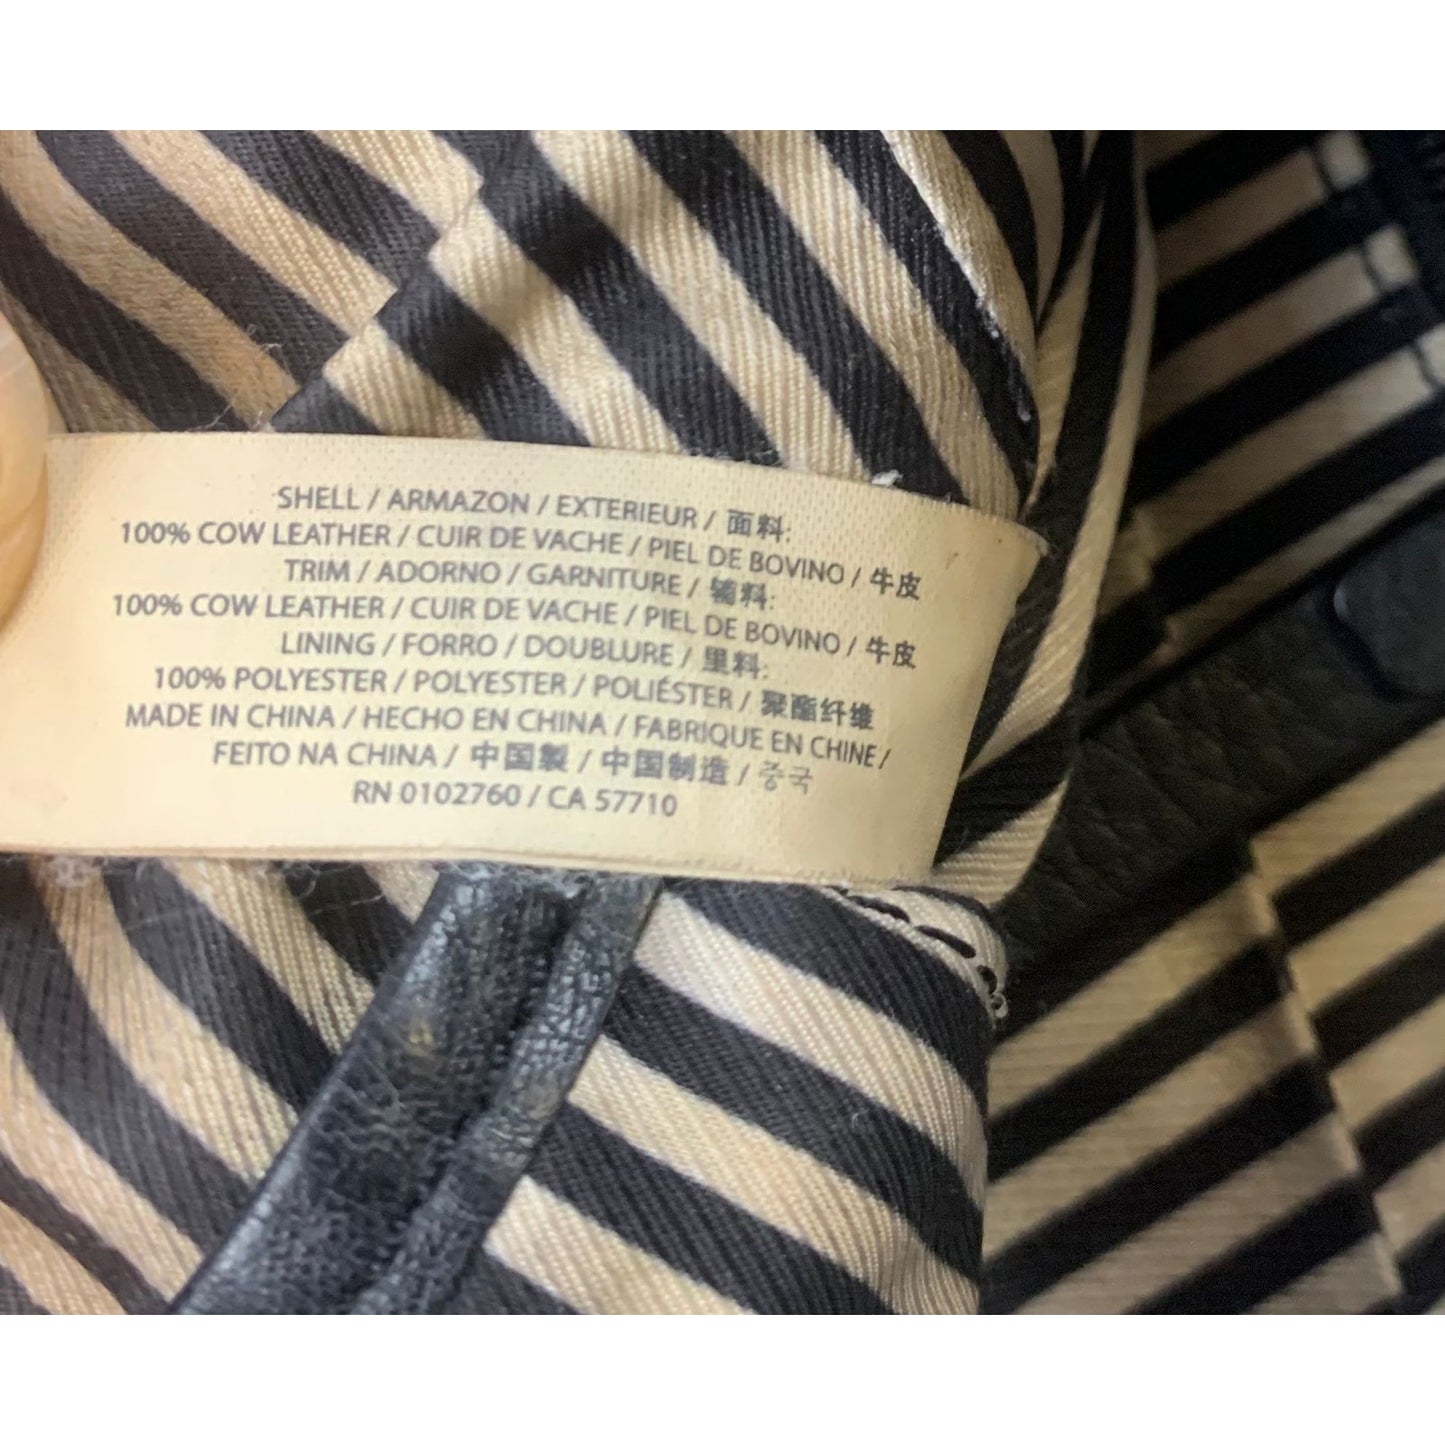 SHELL / ARMAZON / EXTERIEUR / 面料:
100% COW LEATHER / CUIR DE VACHE / PIEL DE BOVINO / 牛皮
TRIM / ADORNO / GARNITURE / 辅料:
100% COW LEATHER / CUIR DE VACHE / PIEL DE BOVINO / 牛皮
LINING / FORRO / DOUBLURE / 里料:
100% POLYESTER / POLYESTER / POLIÉSTER / 聚酯纤维
MADE IN CHINA / HECHO EN CHINA / FABRIQUE EN CHINE /
FEITO NA CHINA / 中国製 / 中国制造 / 중국
RN 0102760 / CA 57710